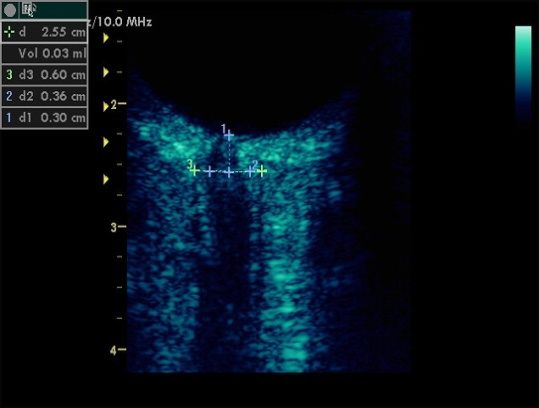 z/10.0 MHz
d 2.55 cm
Vol 0.03 ml
3 d3 0.60 cm
2 d2 0.36 cm
1 d1 0.30 cm
1
2
3 2
3
4